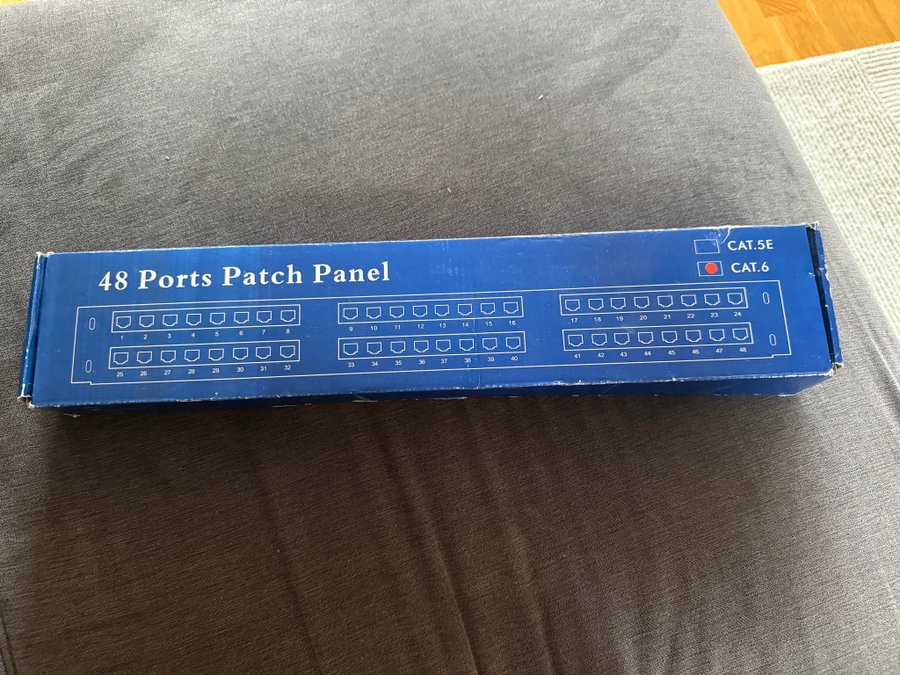 48 Ports Patch Panel
CAT.5E
CAT.6
1 2 3 4 5 6 7 8
9 10 11 12 13 14 15 16
17 18 19 20 21 22 23 24
25 26 27 28 29 30 31 32
33 34 35 36 37 38 39 40
41 42 43 44 45 46 47 48